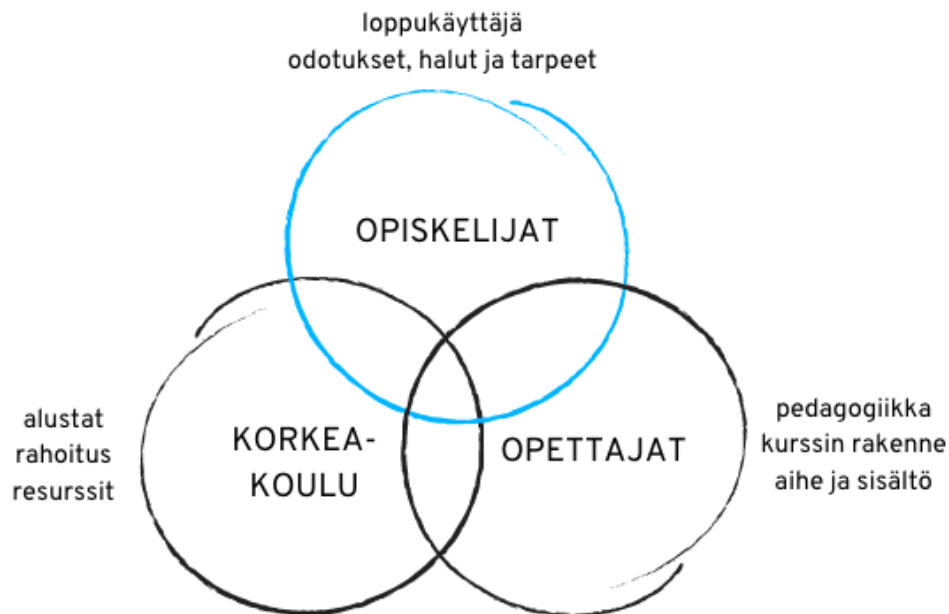 loppukäyttäjä
odotukset, halut ja tarpeet
OPISKELIJAT
KORKEA-
KOULU
OPETTAJAT
alustat
rahoitus
resurssit
pedagogiikka
kurssin rakenne
aihe ja sisältö